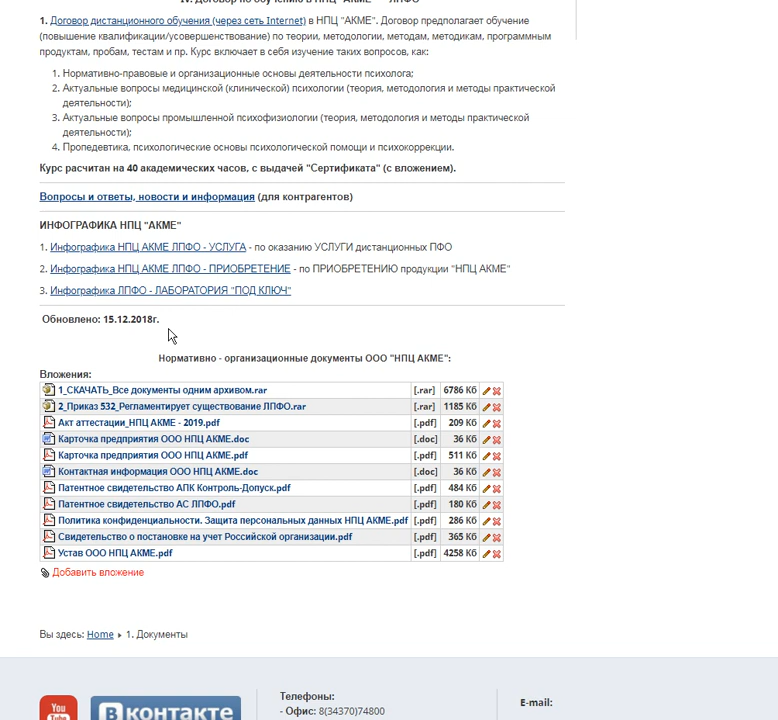 IV. Договор по обучению в НПЦ "АКМЕ" - ЛПФО
1. Договор дистанционного обучения (через сеть Internet) в НПЦ "АКМЕ". Договор предполагает обучение
(повышение квалификации/усовершенствование) по теории, методологии, методам, методикам, программным
продуктам, пробам, тестам и пр. Курс включает в себя изучение таких вопросов, как:
1. Нормативно-правовые и организационные основы деятельности психолога;
2. Актуальные вопросы медицинской (клинической) психологии (теория, методология и методы практической
деятельности);
3. Актуальные вопросы промышленной психофизиологии (теория, методология и методы практической
деятельности);
4. Пропедевтика, психологические основы психологической помощи и психокоррекции.
Курс расчитан на 40 академических часов, с выдачей "Сертификата" (с вложением).
Вопросы и ответы, новости и информация (для контрагентов)
ИНФОГРАФИКА НПЦ "АКМЕ"
1. Инфографика НПЦ АКМЕ ЛПФО - УСЛУГА - по оказанию УСЛУГИ дистанционных ПФО
2. Инфографика НПЦ АКМЕ ЛПФО - ПРИОБРЕТЕНИЕ - по ПРИОБРЕТЕНИЮ продукции "НПЦ АКМЕ"
3. Инфографика ЛПФО - ЛАБОРАТОРИЯ "ПОД КЛЮЧ"
Обновлено: 15.12.2018г.
Нормативно - организационные документы ООО "НПЦ АКМЕ":
Вложения:
1_СКАЧАТЬ_Все документы одним архивом.rar [.rar] 6786 Кб
2_Приказ 532_Регламентирует существование ЛПФО.rar [.rar] 1185 Кб
Акт аттестации_НПЦ АКМЕ - 2019.pdf [.pdf] 209 Кб
Карточка предприятия ООО НПЦ АКМЕ.doc [.doc] 36 Кб
Карточка предприятия ООО НПЦ АКМЕ.pdf [.pdf] 511 Кб
Контактная информация ООО НПЦ АКМЕ.doc [.doc] 36 Кб
Патентное свидетельство АПК Контроль-Допуск.pdf [.pdf] 484 Кб
Патентное свидетельство АС ЛПФО.pdf [.pdf] 180 Кб
Политика конфиденциальности. Защита персональных данных НПЦ АКМЕ.pdf [.pdf] 286 Кб
Свидетельство о постановке на учет Российской организации.pdf [.pdf] 365 Кб
Устав ООО НПЦ АКМЕ.pdf [.pdf] 4258 Кб
Добавить вложение
Вы здесь: Home 1. Документы
You Tube
В контакте
Телефоны:
- Офис: 8(34370)74800
E-mail: